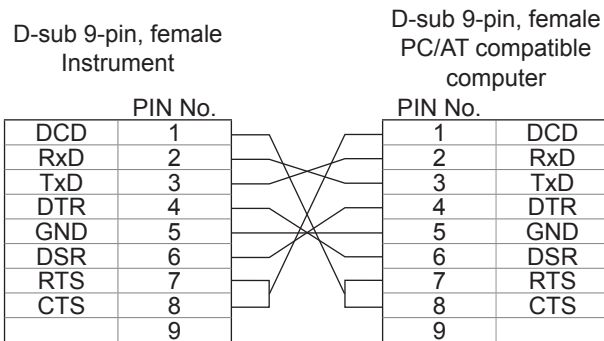 D-sub 9-pin, female
Instrument
D-sub 9-pin, female
PC/AT compatible
computer
PIN No.
PIN No.
DCD 1 1 DCD
RxD 2 2 RxD
TxD 3 3 TxD
DTR 4 4 DTR
GND 5 5 GND
DSR 6 6 DSR
RTS 7 7 RTS
CTS 8 8 CTS
9 9